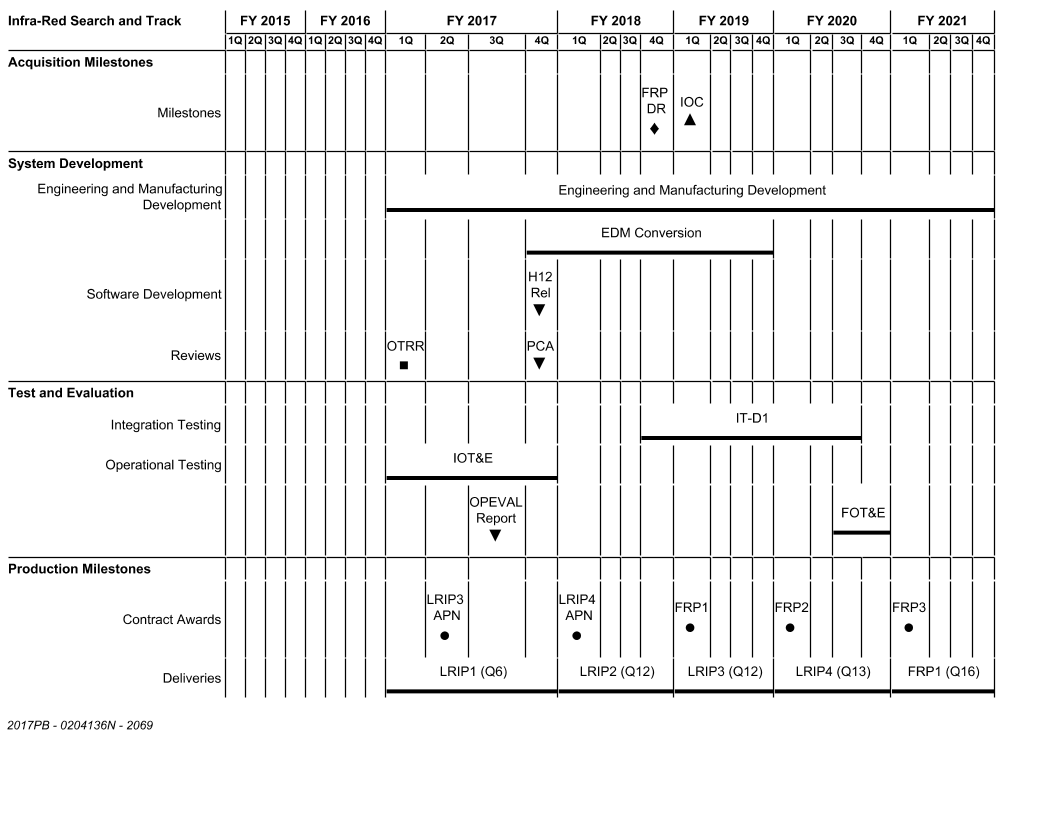 Infra-Red Search and Track FY 2015 FY 2016 FY 2017 FY 2018 FY 2019 FY 2020 FY 2021
1Q 2Q 3Q 4Q 1Q 2Q 3Q 4Q 1Q 2Q 3Q 4Q 1Q 2Q 3Q 4Q 1Q 2Q 3Q 4Q 1Q 2Q 3Q 4Q 1Q 2Q 3Q 4Q
Acquisition Milestones
Milestones
FRP
DR
IOC
System Development
Engineering and Manufacturing
Development
Engineering and Manufacturing Development
EDM Conversion
Software Development
H12
Rel
Reviews
OTRR
PCA
Test and Evaluation
Integration Testing
IT-D1
Operational Testing
IOT&E
OPEVAL
Report
FOT&E
Production Milestones
Contract Awards
LRIP3
APN
LRIP4
APN
FRP1
FRP2
FRP3
Deliveries
LRIP1 (Q6)
LRIP2 (Q12)
LRIP3 (Q12)
LRIP4 (Q13)
FRP1 (Q16)
2017PB - 0204136N - 2069